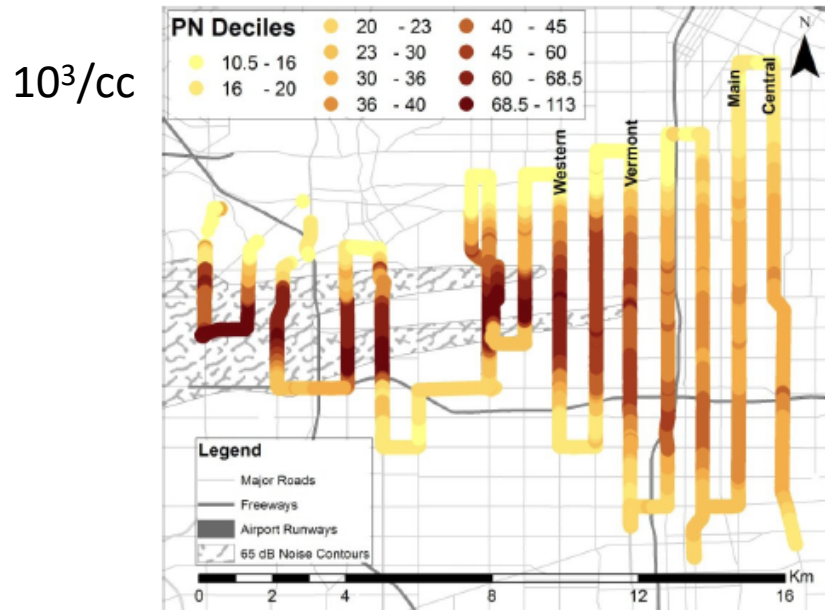 10³/cc
PN Deciles
10.5 - 16
16 - 20
20 - 23
23 - 30
30 - 36
36 - 40
40 - 45
45 - 60
60 - 68.5
68.5 - 113
N
Western
Vermont
Main
Central
Legend
Major Roads
Freeways
Airport Runways
65 dB Noise Contours
Km
0 2 4 8 12 16